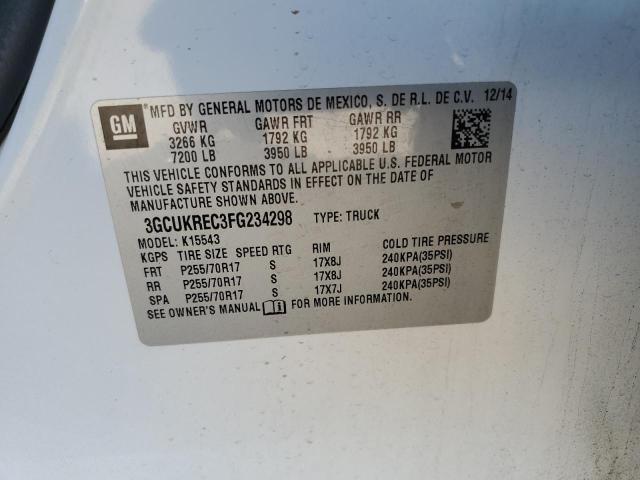 GM ® MFD BY GENERAL MOTORS DE MEXICO, S. DE R.L. DE C.V. 12/14
GVWR GAWR FRT GAWR RR
3266 KG 1792 KG 1792 KG
7200 LB 3950 LB 3950 LB
THIS VEHICLE CONFORMS TO ALL APPLICABLE U.S. FEDERAL MOTOR
VEHICLE SAFETY STANDARDS IN EFFECT ON THE DATE OF
MANUFACTURE SHOWN ABOVE.
3GCUKREC3FG234298 TYPE: TRUCK
MODEL: K15543
KGPS TIRE SIZE SPEED RTG RIM COLD TIRE PRESSURE
FRT P255/70R17 S 17X8J 240KPA(35PSI)
RR P255/70R17 S 17X8J 240KPA(35PSI)
SPA P255/70R17 S 17X7J 240KPA(35PSI)
SEE OWNER'S MANUAL FOR MORE INFORMATION.